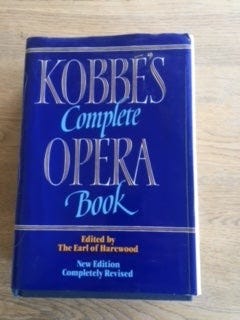 KOBBÉ'S
Complete
OPERA
Book
Edited by
The Earl of Harewood
New Edition
Completely Revised